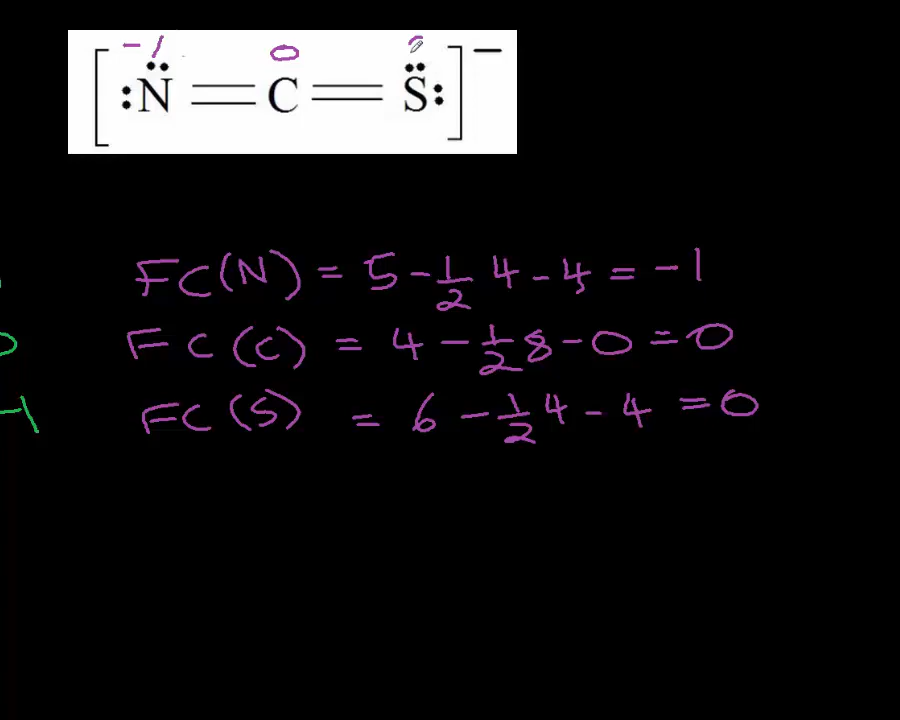 -1 0
[:N̈=C=S̈:]⁻
FC(N) = 5 - ½ 4 - 4 = -1
FC(C) = 4 - ½ 8 - 0 = 0
FC(S) = 6 - ½ 4 - 4 = 0